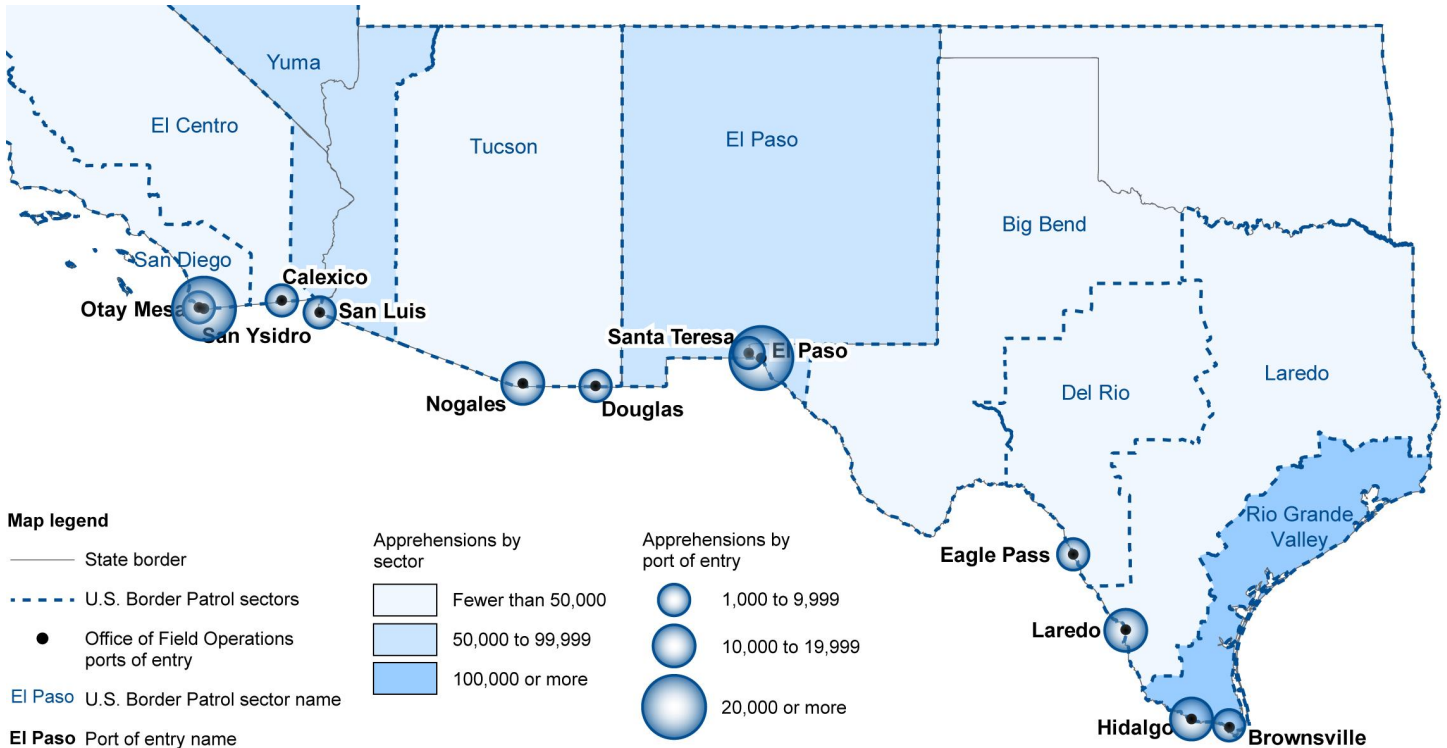 Yuma
El Centro
Tucson
El Paso
Big Bend
San Diego
Calexico
Otay Mesa
San Luis
San Ysidro
Santa Teresa
El Paso
Nogales
Douglas
Del Rio
Laredo
Rio Grande
Valley
Eagle Pass
Laredo
Hidalgo
Brownsville
Map legend
State border
U.S. Border Patrol sectors
Office of Field Operations
ports of entry
El Paso U.S. Border Patrol sector name
El Paso Port of entry name
Apprehensions by
sector
Fewer than 50,000
50,000 to 99,999
100,000 or more
Apprehensions by
port of entry
1,000 to 9,999
10,000 to 19,999
20,000 or more